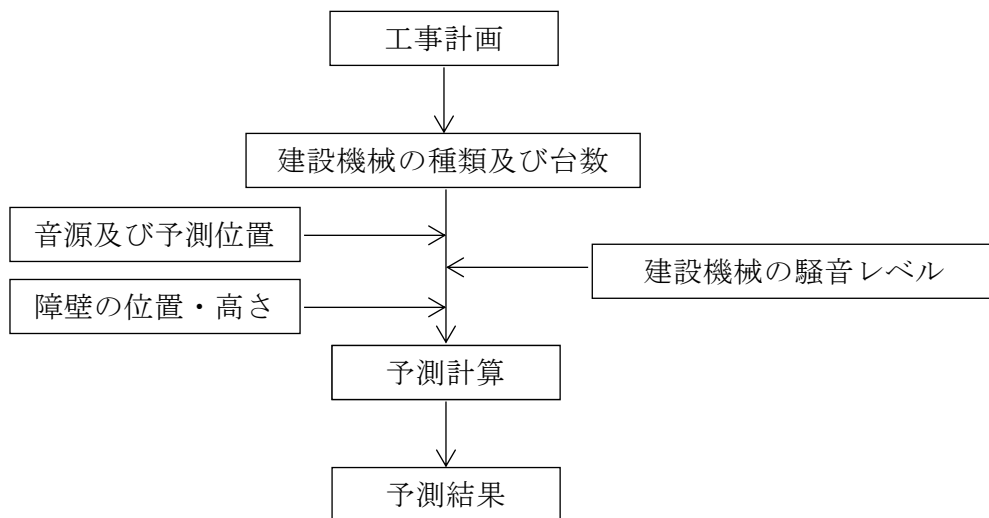 工事計画
建設機械の種類及び台数
音源及び予測位置
建設機械の騒音レベル
障壁の位置・高さ
予測計算
予測結果